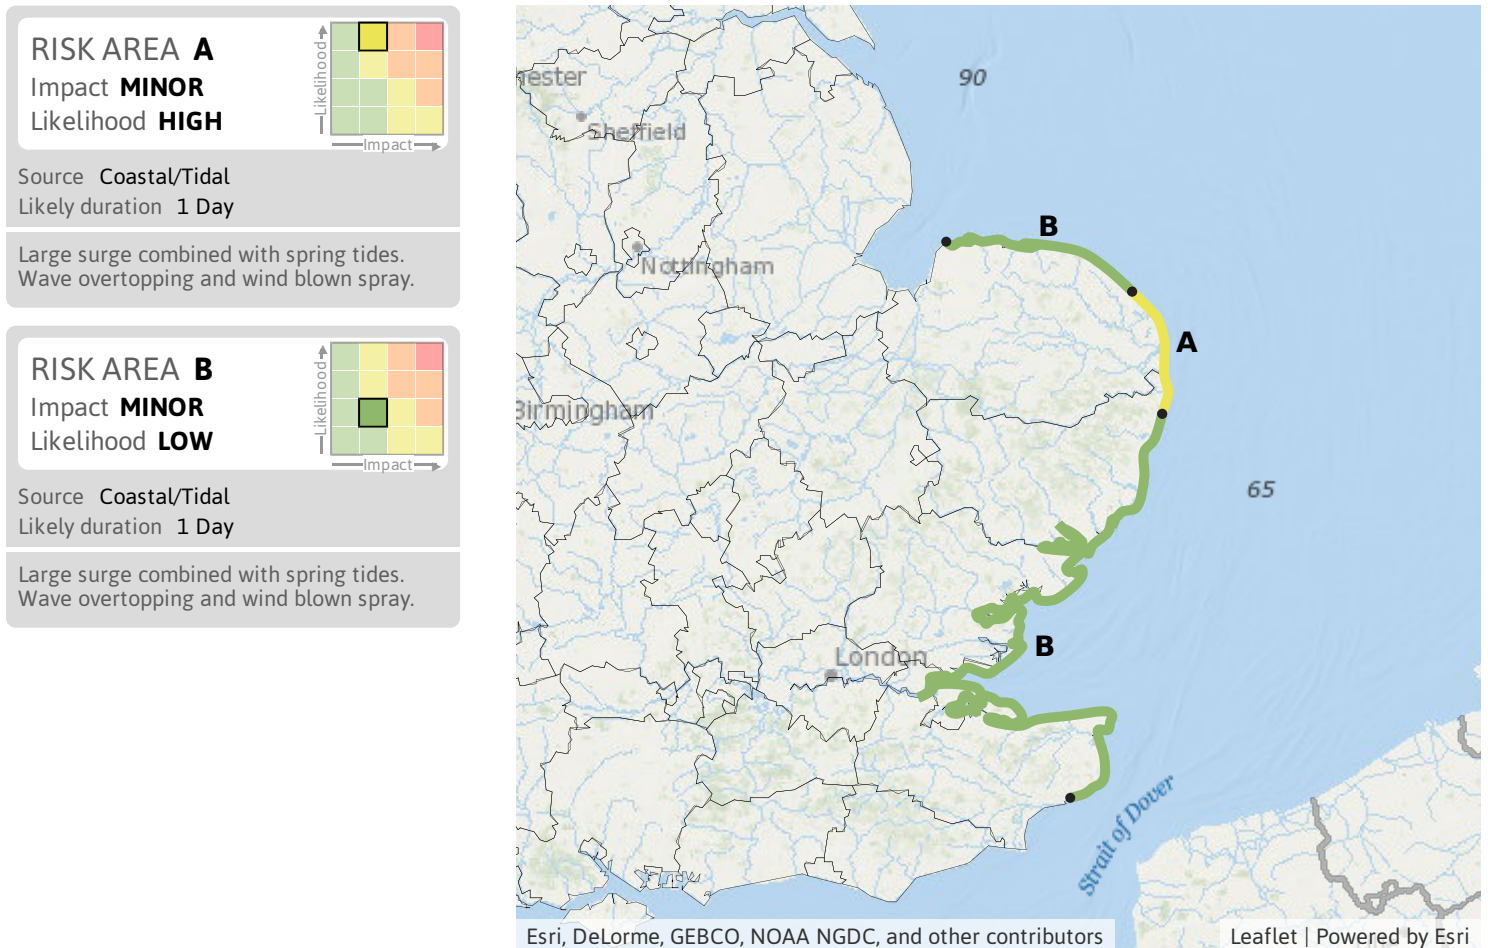 RISK AREA A
Impact MINOR
Likelihood HIGH
Likelihood
Impact
Source Coastal/Tidal
Likely duration 1 Day
Large surge combined with spring tides.
Wave overtopping and wind blown spray.
RISK AREA B
Impact MINOR
Likelihood LOW
Likelihood
Impact
Source Coastal/Tidal
Likely duration 1 Day
Large surge combined with spring tides.
Wave overtopping and wind blown spray.
hester
90
Sheffield
B
Nottingham
A
Birmingham
65
B
London
Strait of Dover
Esri, DeLorme, GEBCO, NOAA NGDC, and other contributors
Leaflet | Powered by Esri